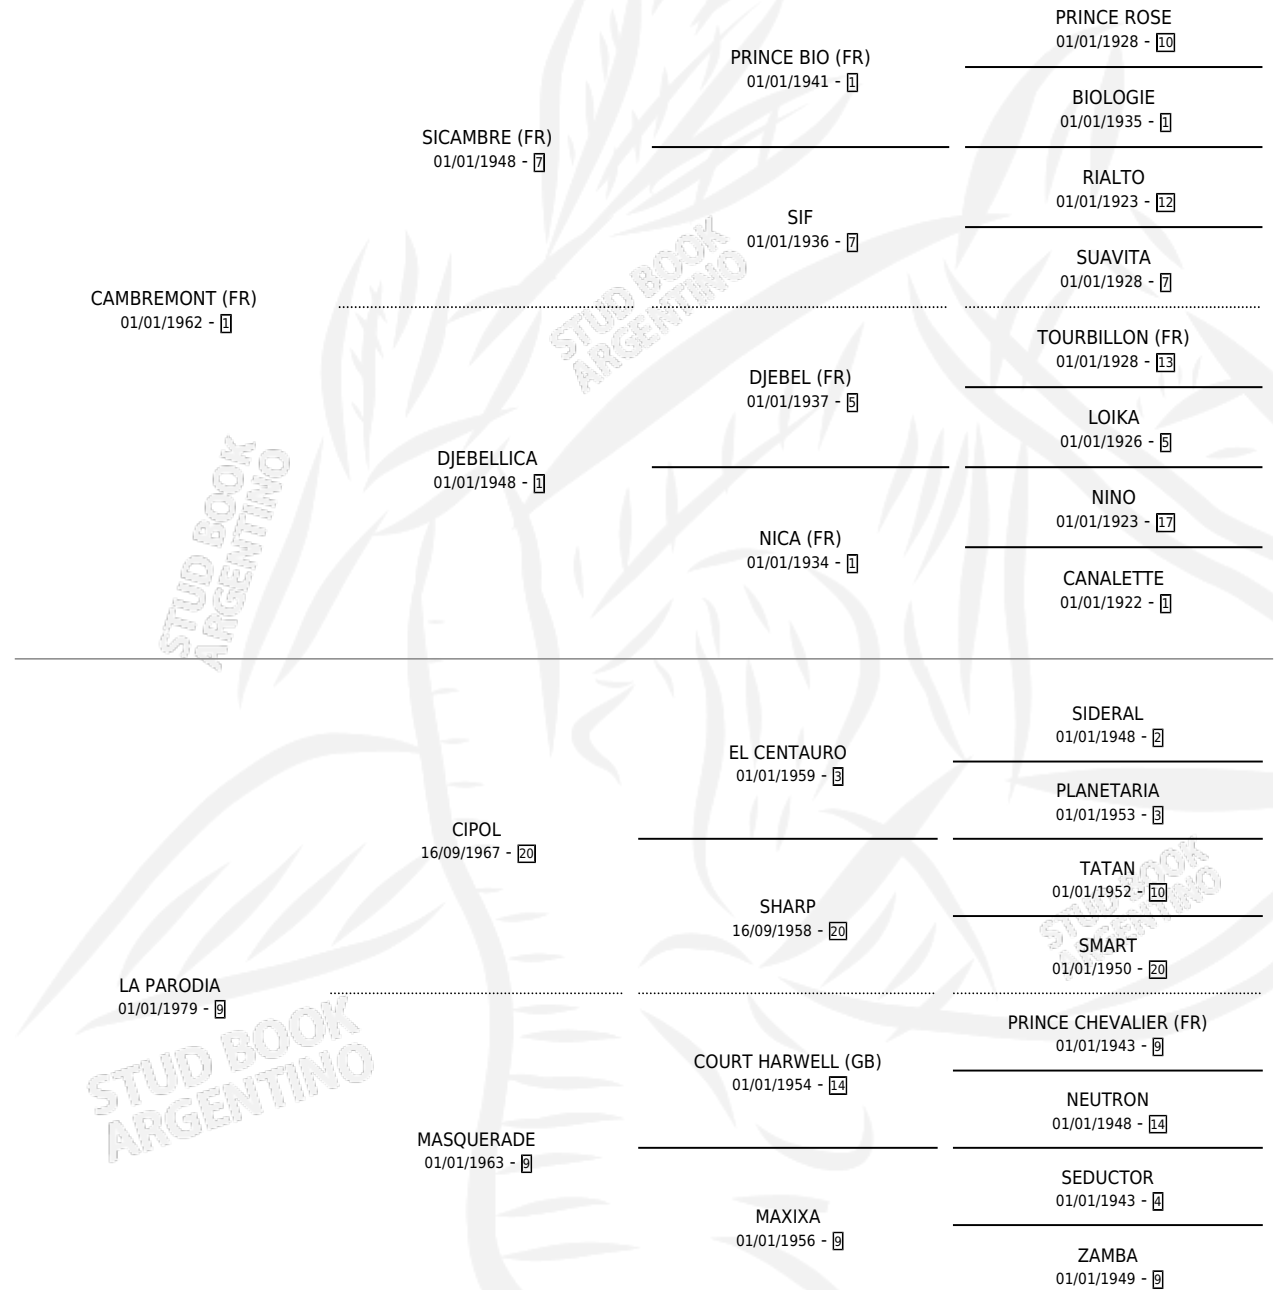 PRINCE ROSE
01/01/1928 - 10
PRINCE BIO (FR)
01/01/1941 - 1
BIOLOGIE
01/01/1935 - 1
SICAMBRE (FR)
01/01/1948 - 7
RIALTO
01/01/1923 - 12
SIF
01/01/1936 - 7
SUAVITA
01/01/1928 - 7
CAMBREMONT (FR)
01/01/1962 - 1
TOURBILLON (FR)
01/01/1928 - 13
DJEBEL (FR)
01/01/1937 - 5
LOIKA
01/01/1926 - 5
DJEBELLICA
01/01/1948 - 1
NINO
01/01/1923 - 17
NICA (FR)
01/01/1934 - 1
CANALETTE
01/01/1922 - 1
STUD BOOK
ARGENTINO
STUD BOOK
ARGENTINO
SIDERAL
01/01/1948 - 2
EL CENTAURO
01/01/1959 - 3
PLANETARIA
01/01/1953 - 3
CIPOL
16/09/1967 - 20
TATAN
01/01/1952 - 10
SHARP
16/09/1958 - 20
SMART
01/01/1950 - 20
LA PARODIA
01/01/1979 - 9
PRINCE CHEVALIER (FR)
01/01/1943 - 9
COURT HARWELL (GB)
01/01/1954 - 14
NEUTRON
01/01/1948 - 14
MASQUERADE
01/01/1963 - 9
SEDUCTOR
01/01/1943 - 4
MAXIXA
01/01/1956 - 9
ZAMBA
01/01/1949 - 9
STUD BOOK
ARGENTINO
STUD BOOK
ARGENTINO